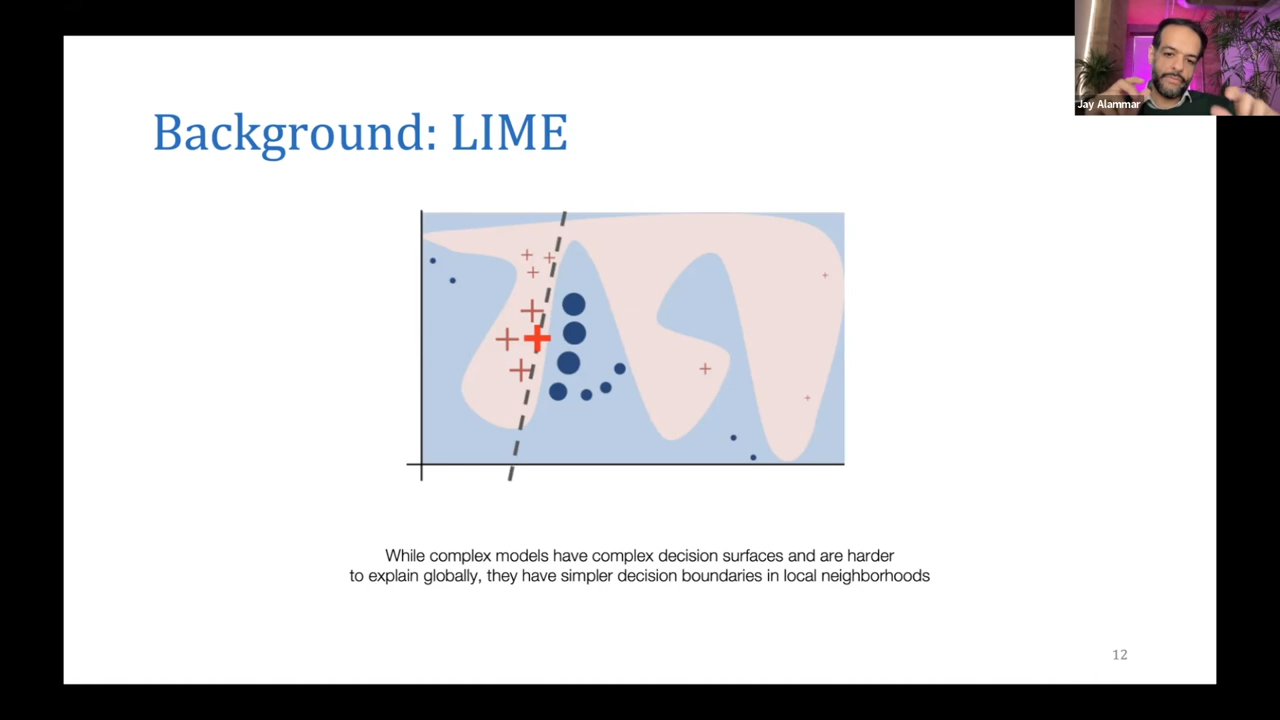 Jay Alammar
Background: LIME
While complex models have complex decision surfaces and are harder
to explain globally, they have simpler decision boundaries in local neighborhoods
12